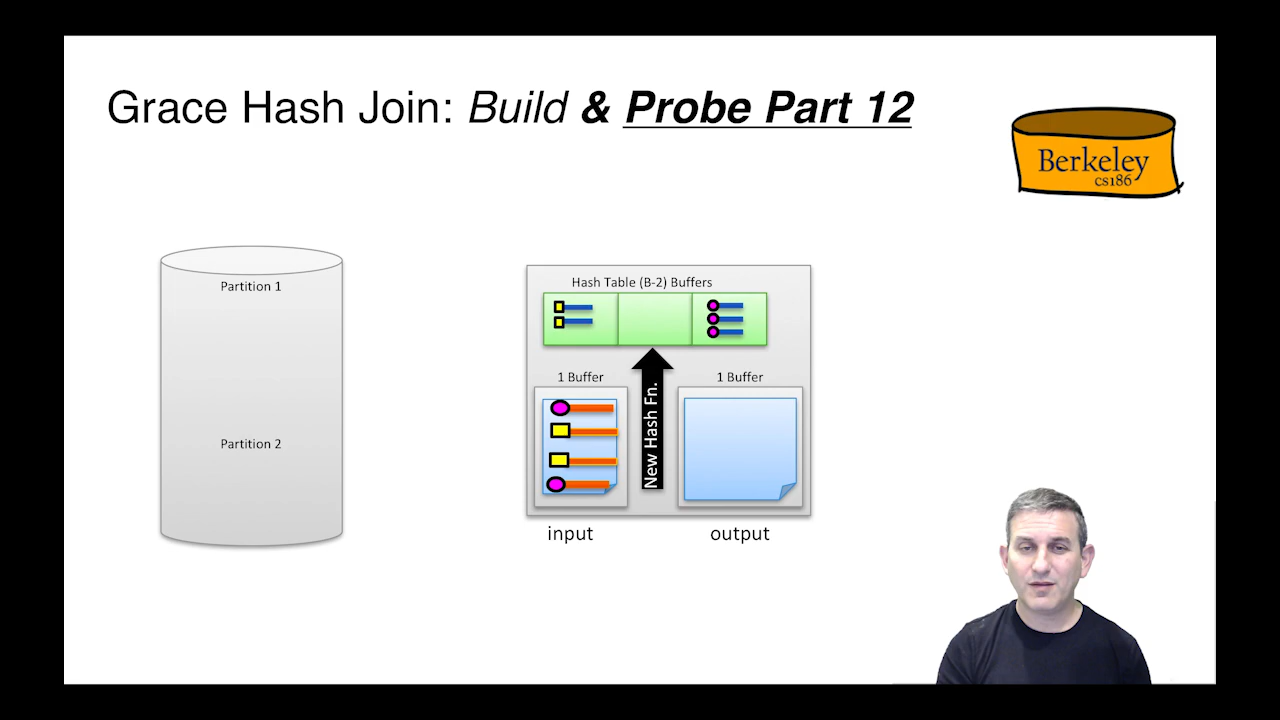 Grace Hash Join: Build & Probe Part 12
Berkeley
cs186
Partition 1
Partition 2
Hash Table (B-2) Buffers
1 Buffer
1 Buffer
New Hash Fn.
input
output